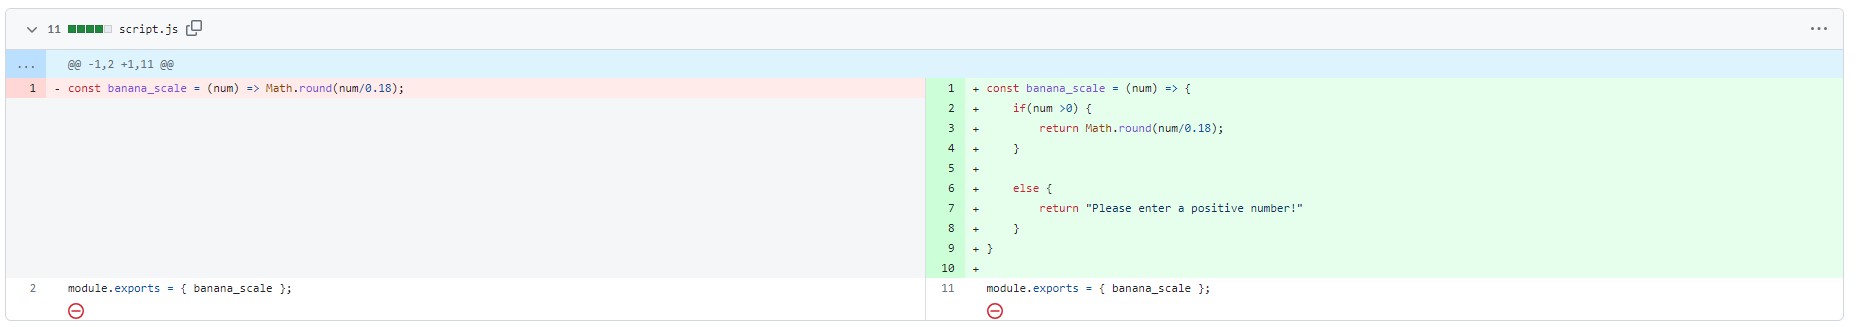 11 script.js ...
... @@ -1,2 +1,11 @@
1 - const banana_scale = (num) => Math.round(num/0.18);
1 + const banana_scale = (num) => {
2 +     if(num >0) {
3 +         return Math.round(num/0.18);
4 +     }
5 +
6 +     else {
7 +         return "Please enter a positive number!"
8 +     }
9 + }
10 +
2 module.exports = { banana_scale };
11 module.exports = { banana_scale };